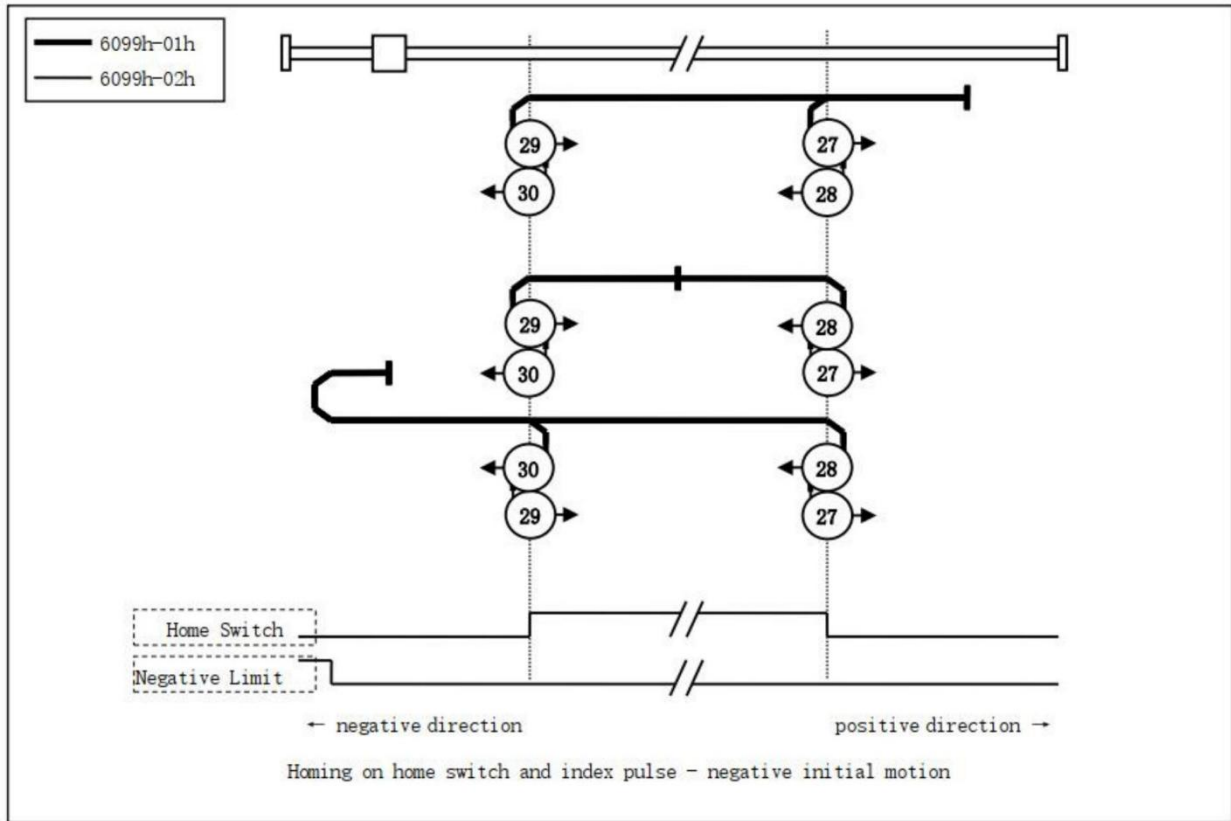 6099h-01h
6099h-02h
29 27
30 28
29 28
30 27
30 28
29 27
Home Switch
Negative Limit
← negative direction positive direction →
Homing on home switch and index pulse - negative initial motion